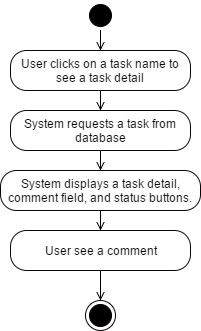 User clicks on a task name to
see a task detail
System requests a task from
database
System displays a task detail,
comment field, and status buttons.
User see a comment